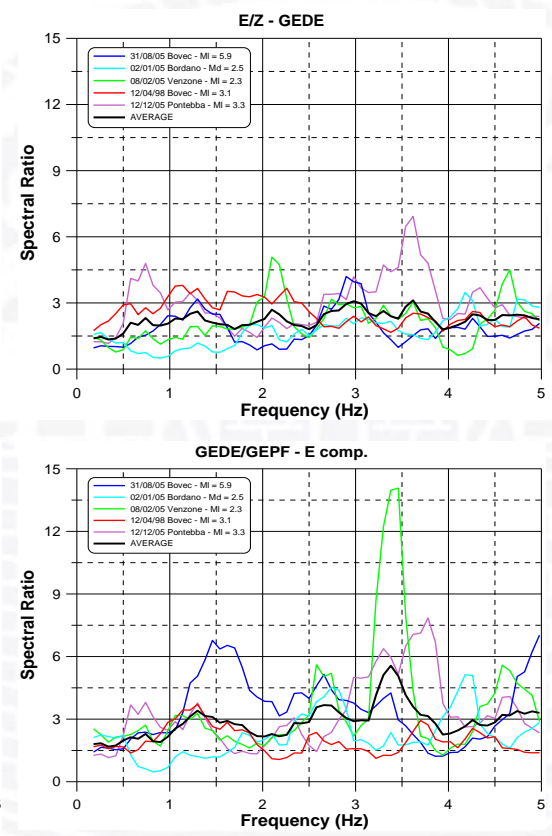 E/Z - GEDE
15
12
9
6
3
0
Spectral Ratio
31/08/05 Bovec - Ml = 5.9
02/01/05 Bordano - Md = 2.5
08/02/05 Venzone - Ml = 2.3
12/04/98 Bovec - Ml = 3.1
12/12/05 Pontebba - Ml = 3.3
AVERAGE
0 1 2 3 4 5
Frequency (Hz)
GEDE/GEPF - E comp.
15
12
9
6
3
0
Spectral Ratio
31/08/05 Bovec - Ml = 5.9
02/01/05 Bordano - Md = 2.5
08/02/05 Venzone - Ml = 2.3
12/04/98 Bovec - Ml = 3.1
12/12/05 Pontebba - Ml = 3.3
AVERAGE
0 1 2 3 4 5
Frequency (Hz)